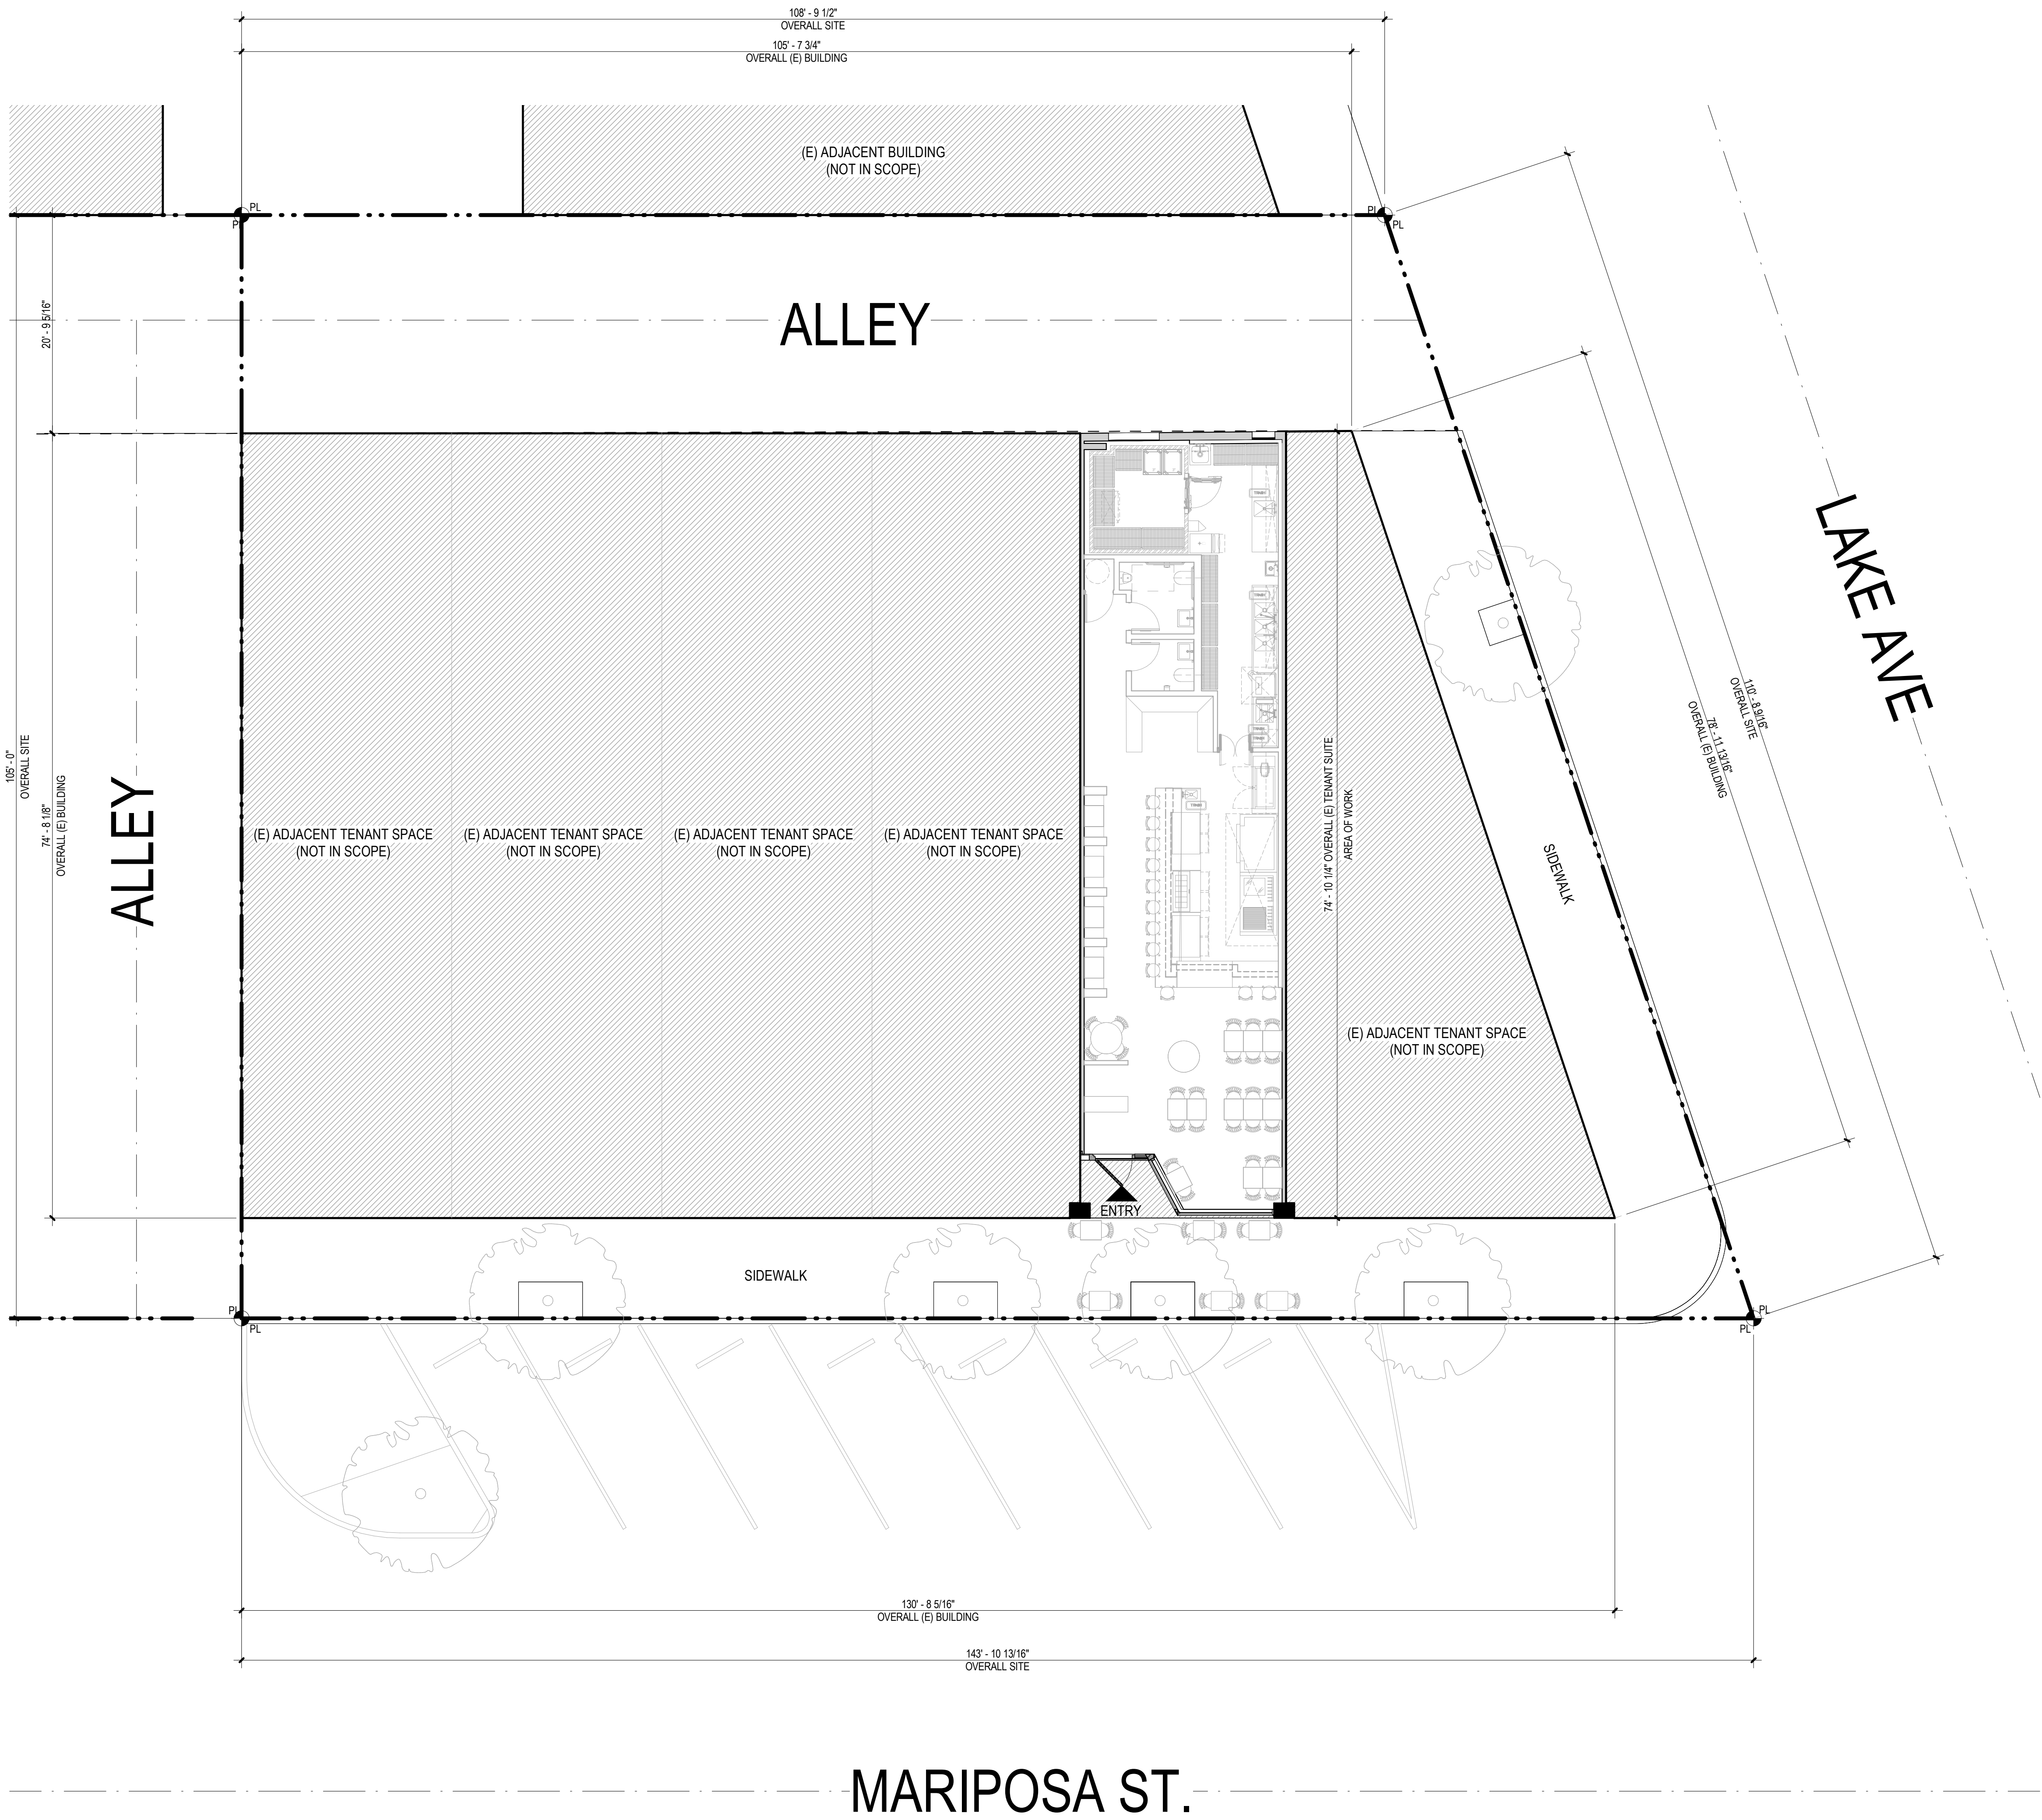 108' - 9 1/2"
OVERALL SITE
105' - 7 3/4"
OVERALL (E) BUILDING
(E) ADJACENT BUILDING
(NOT IN SCOPE)
PL
PL
PL
PL
ALLEY
20' - 9 5/16"
LAKE AVE
110' - 8 9/16"
OVERALL SITE
78' - 11 13/16"
OVERALL (E) BUILDING
105' - 0"
OVERALL SITE
74' - 8 1/8"
OVERALL (E) BUILDING
ALLEY
(E) ADJACENT TENANT SPACE
(NOT IN SCOPE)
(E) ADJACENT TENANT SPACE
(NOT IN SCOPE)
(E) ADJACENT TENANT SPACE
(NOT IN SCOPE)
(E) ADJACENT TENANT SPACE
(NOT IN SCOPE)
74' - 10 1/4" OVERALL (E) TENANT SUITE
AREA OF WORK
SIDEWALK
(E) ADJACENT TENANT SPACE
(NOT IN SCOPE)
ENTRY
SIDEWALK
PL
PL
PL
PL
130' - 8 5/16"
OVERALL (E) BUILDING
143' - 10 13/16"
OVERALL SITE
MARIPOSA ST.